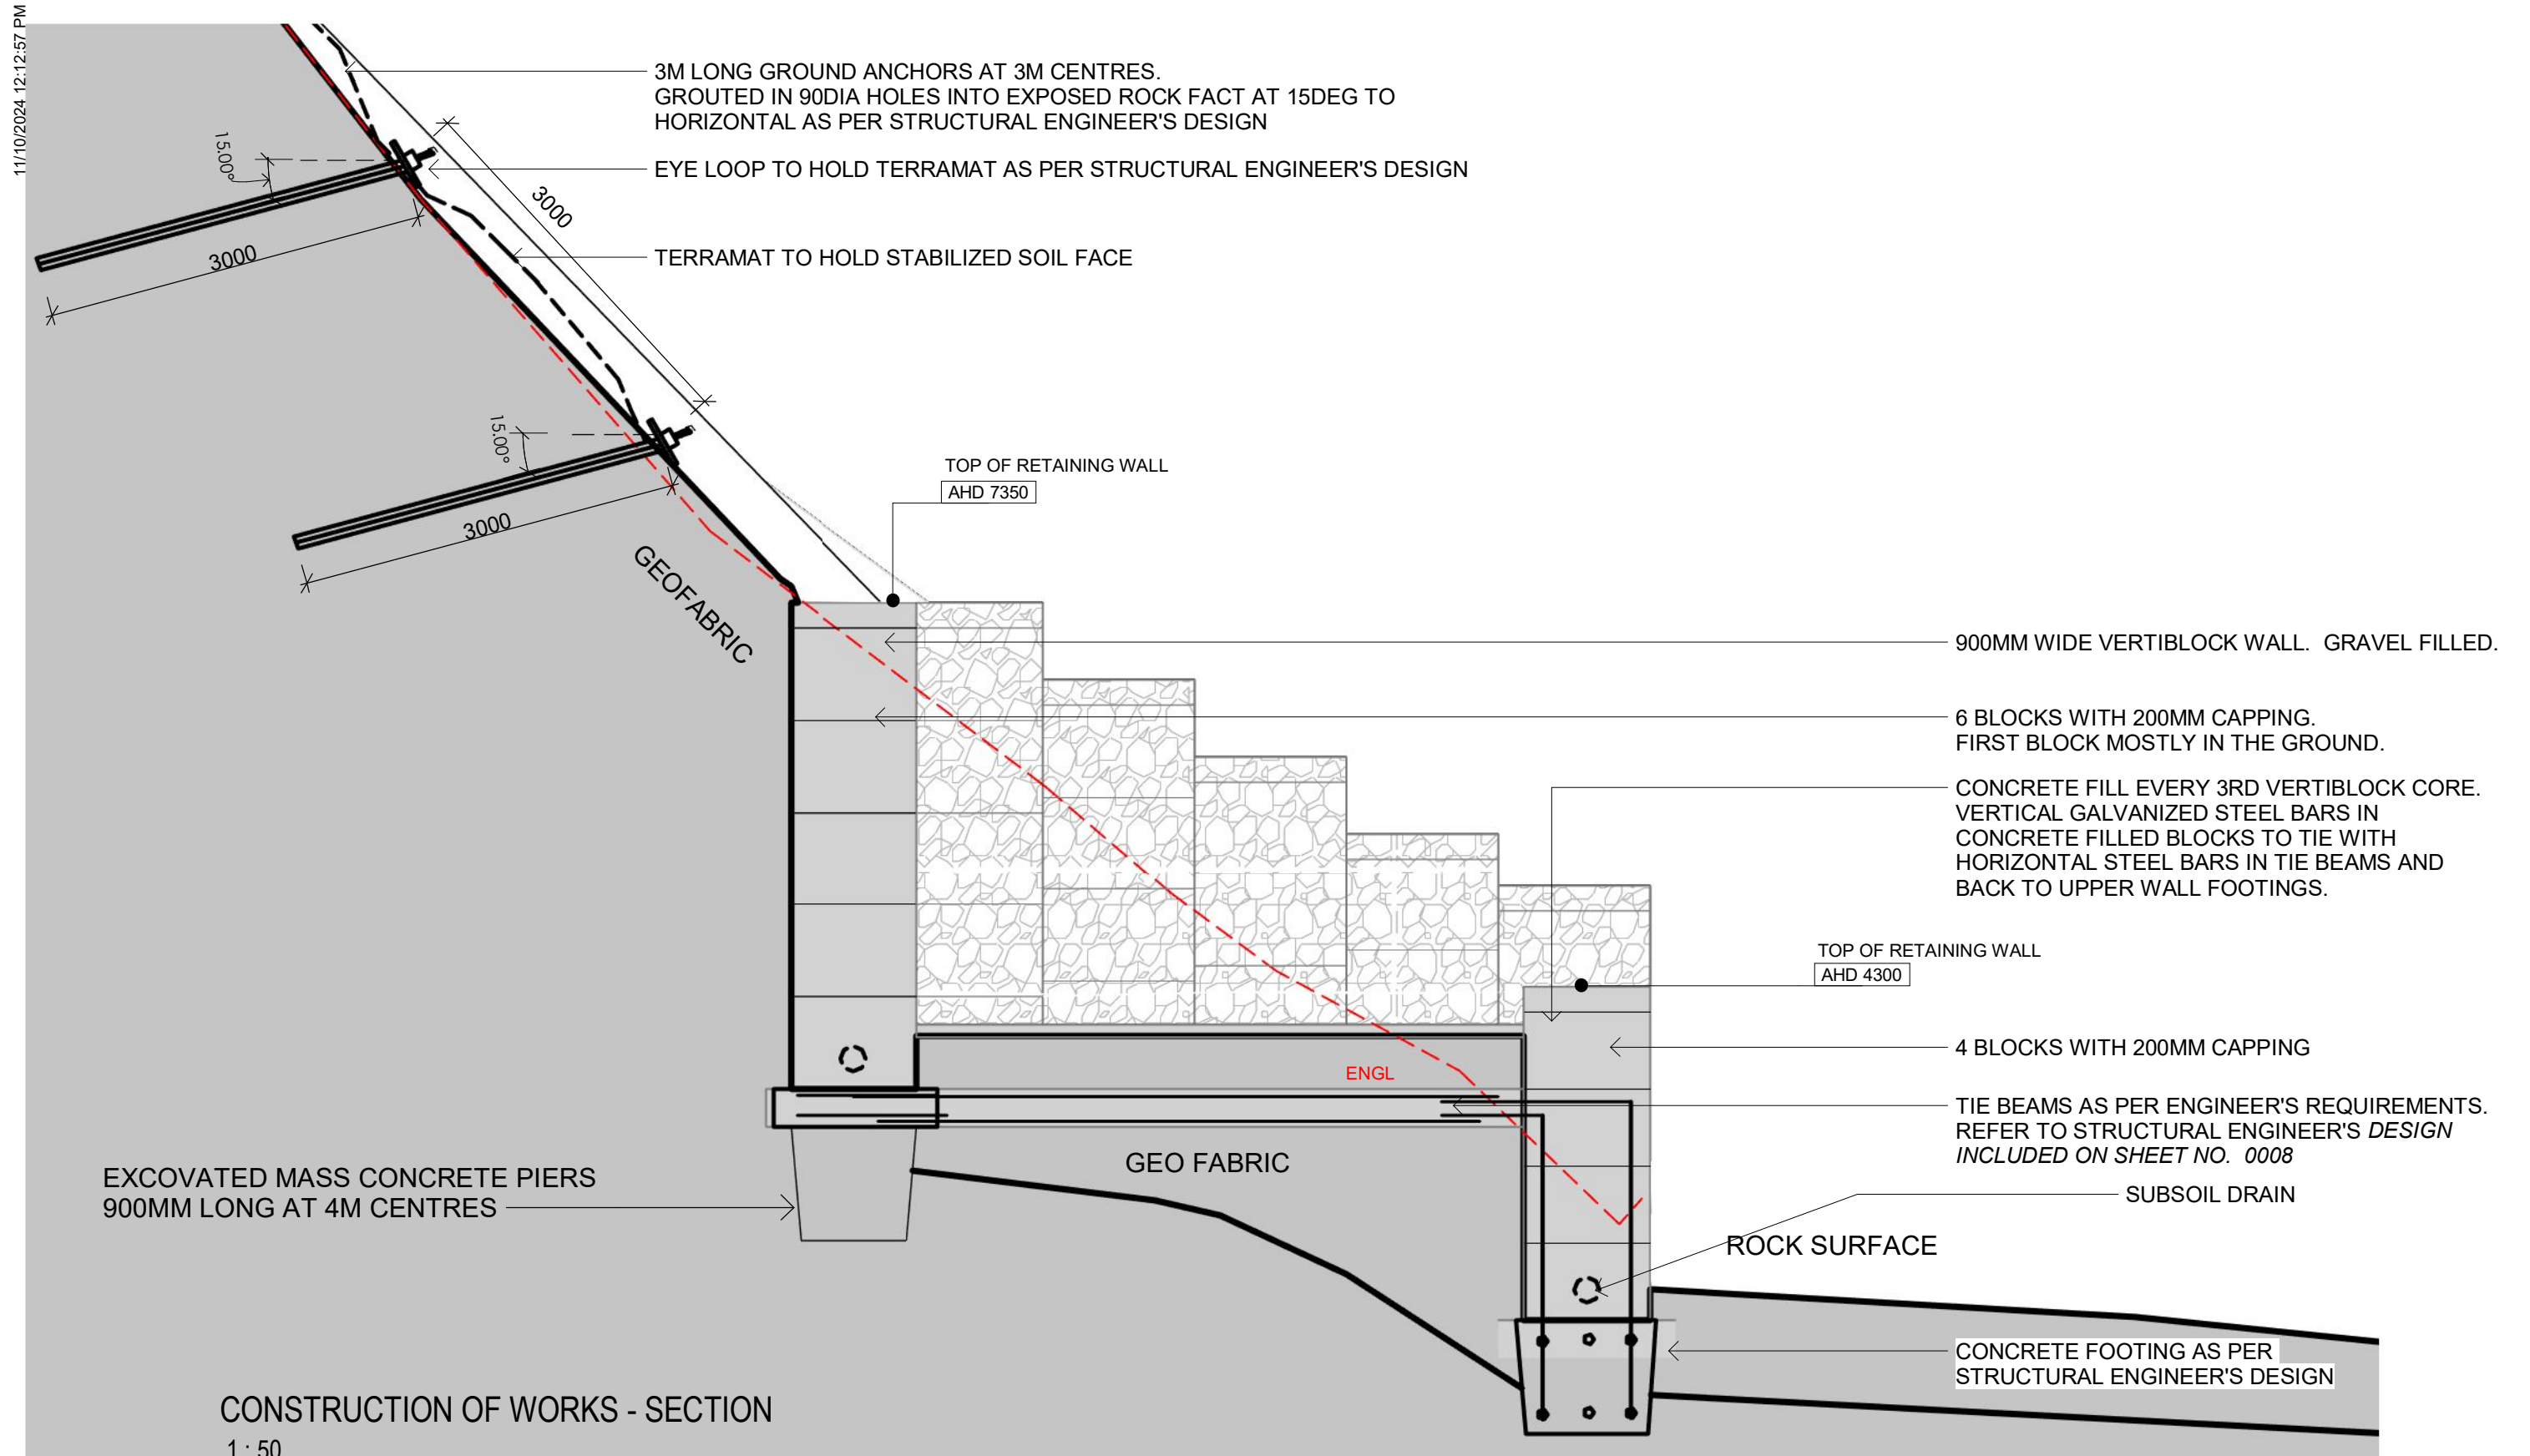 11/10/2024 12:12:57 PM
3M LONG GROUND ANCHORS AT 3M CENTRES.
GROUTED IN 90DIA HOLES INTO EXPOSED ROCK FACT AT 15DEG TO
HORIZONTAL AS PER STRUCTURAL ENGINEER'S DESIGN
15.00°
EYE LOOP TO HOLD TERRAMAT AS PER STRUCTURAL ENGINEER'S DESIGN
3000
3000
TERRAMAT TO HOLD STABILIZED SOIL FACE
15.00°
3000
TOP OF RETAINING WALL
AHD 7350
GEOFABRIC
900MM WIDE VERTIBLOCK WALL. GRAVEL FILLED.
6 BLOCKS WITH 200MM CAPPING.
FIRST BLOCK MOSTLY IN THE GROUND.
CONCRETE FILL EVERY 3RD VERTIBLOCK CORE.
VERTICAL GALVANIZED STEEL BARS IN
CONCRETE FILLED BLOCKS TO TIE WITH
HORIZONTAL STEEL BARS IN TIE BEAMS AND
BACK TO UPPER WALL FOOTINGS.
TOP OF RETAINING WALL
AHD 4300
4 BLOCKS WITH 200MM CAPPING
ENGL
TIE BEAMS AS PER ENGINEER'S REQUIREMENTS.
REFER TO STRUCTURAL ENGINEER'S DESIGN
INCLUDED ON SHEET NO. 0008
GEO FABRIC
EXCOVATED MASS CONCRETE PIERS
900MM LONG AT 4M CENTRES
SUBSOIL DRAIN
ROCK SURFACE
CONCRETE FOOTING AS PER
STRUCTURAL ENGINEER'S DESIGN
CONSTRUCTION OF WORKS - SECTION
1 : 50